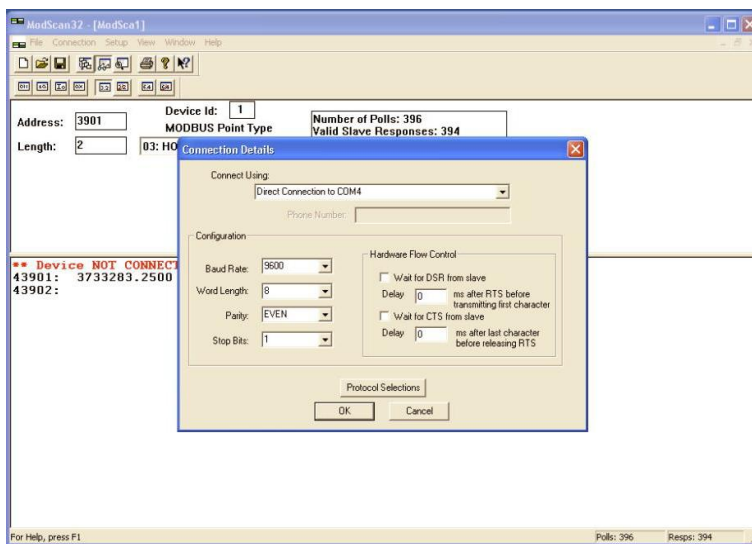 ModScan32 - [ModSca1]
File Connection Setup View Window Help
Address: 3901
Device Id: 1
MODBUS Point Type
Length: 2
03: HO
Number of Polls: 396
Valid Slave Responses: 394
** Device NOT CONNECT
43901: 3733283.2500
43902:
Connection Details
Connect Using:
Direct Connection to COM4
Phone Number:
Configuration
Baud Rate: 9600
Word Length: 8
Parity: EVEN
Stop Bits: 1
Hardware Flow Control
Wait for DSR from slave
Delay 0 ms after RTS before
transmitting first character
Wait for CTS from slave
Delay 0 ms after last character
before releasing RTS
Protocol Selections
OK Cancel
For Help, press F1
Polls: 396 Resps: 394